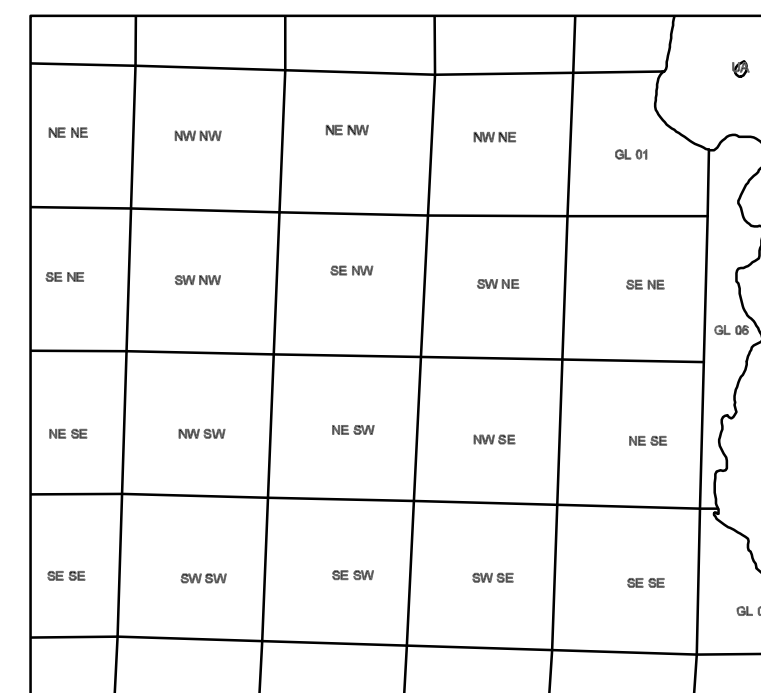 UA
NE NE
NW NW
NE NW
NW NE
GL 01
SE NE
SW NW
SE NW
SW NE
SE NE
GL 06
NE SE
NW SW
NE SW
NW SE
NE SE
SE SE
SW SW
SE SW
SW SE
SE SE
GL